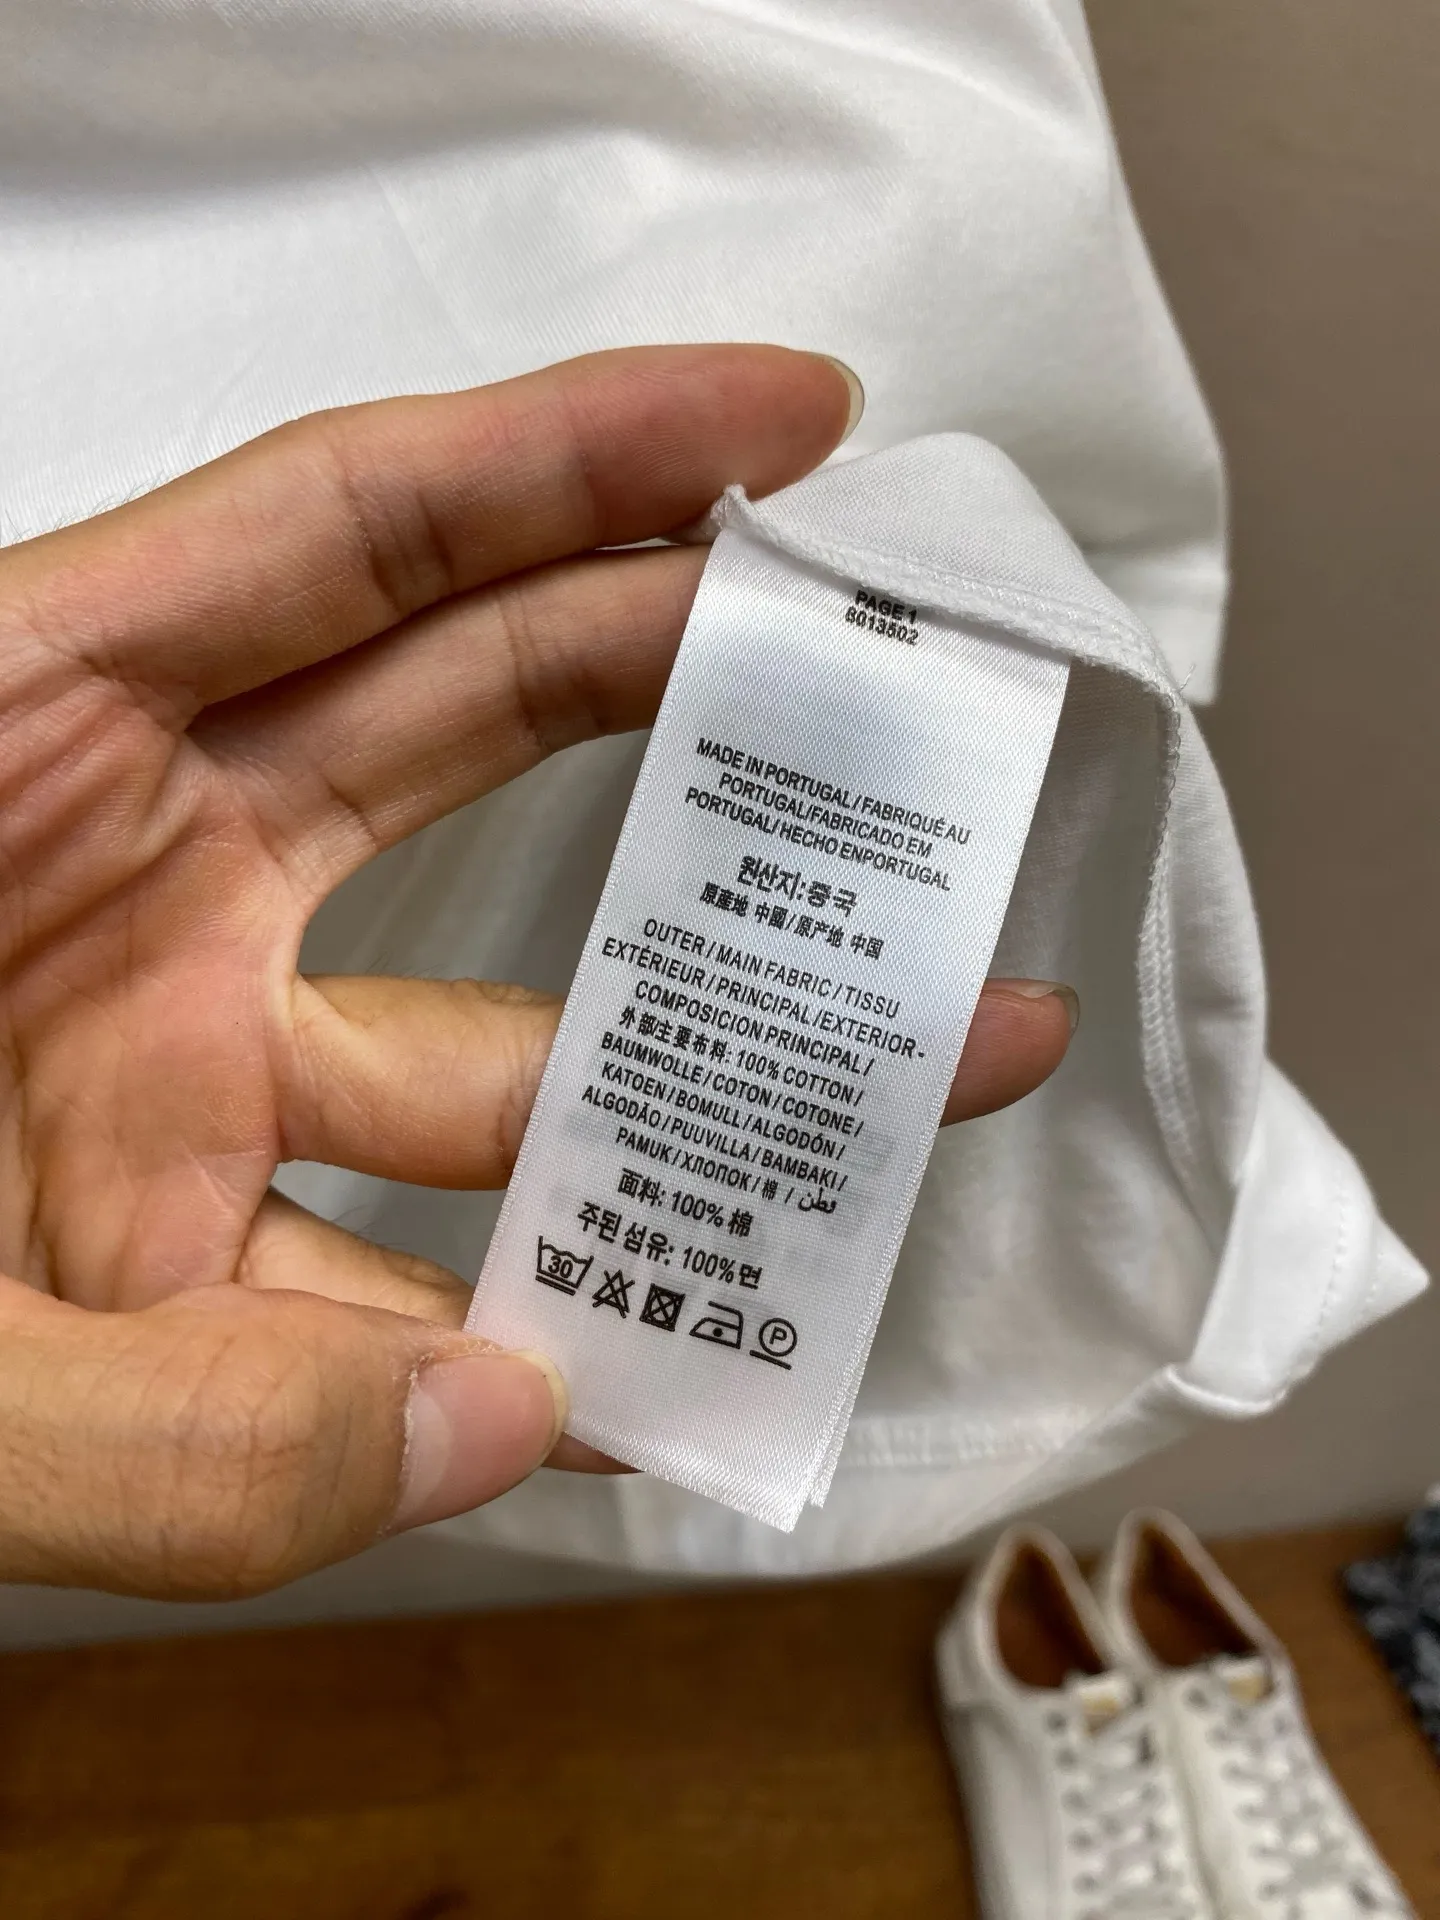 PAGE 1
8013502
MADE IN PORTUGAL/FABRIQUÉ AU
PORTUGAL/FABRICADO EM
PORTUGAL/HECHO ENPORTUGAL
원산지: 중국
原産地 中國/原产地 中国
OUTER/MAIN FABRIC/TISSU
EXTÉRIEUR/PRINCIPAL/EXTERIOR-
COMPOSICION PRINCIPAL/
外部主要布料: 100% COTTON/
BAUMWOLLE/COTON/COTONE/
KATOEN/BOMULL/ALGODÓN/
ALGODÃO/PUUVILLA/BAMBAKI/
PAMUK/ХЛОПОК/棉 / قطن
面料: 100% 棉
주된 섬유: 100% 면
30
P